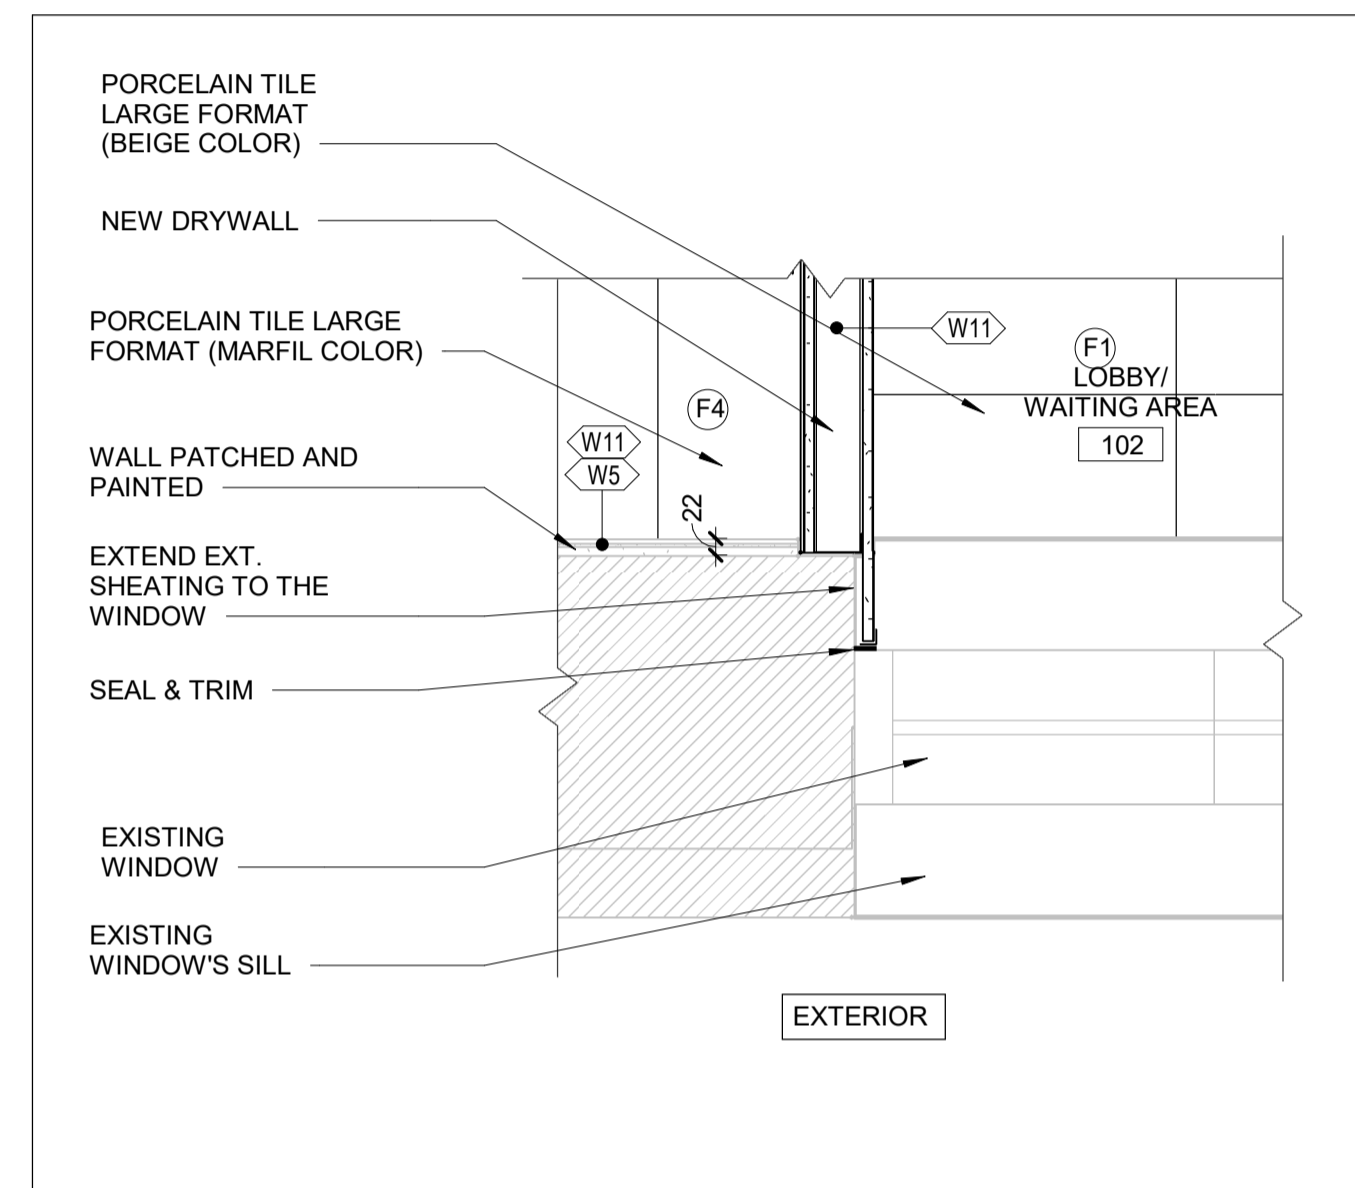 PORCELAIN TILE
LARGE FORMAT
(BEIGE COLOR)
NEW DRYWALL
PORCELAIN TILE LARGE
FORMAT (MARFIL COLOR)
WALL PATCHED AND
PAINTED
EXTEND EXT.
SHEATING TO THE
WINDOW
SEAL & TRIM
EXISTING
WINDOW
EXISTING
WINDOW'S SILL
W11
F1
LOBBY/
WAITING AREA
102
F4
W11
W5
22
EXTERIOR